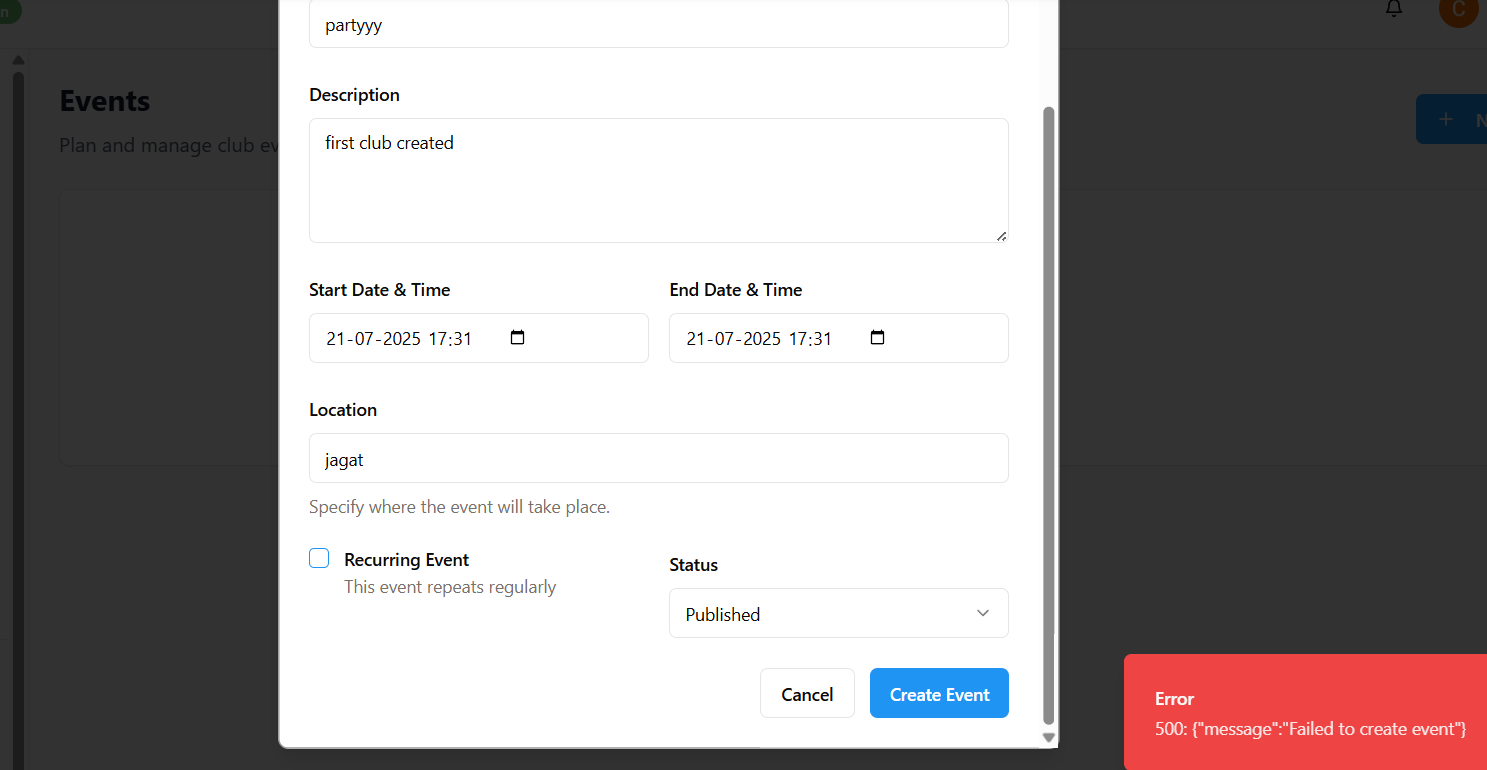 n
C
partyyy
Events
Plan and manage club ev
N
Description
first club created
Start Date & Time
End Date & Time
21-07-2025 17:31
21-07-2025 17:31
Location
jagat
Specify where the event will take place.
Recurring Event
This event repeats regularly
Status
Published
Cancel
Create Event
Error
500: {"message":"Failed to create event"}